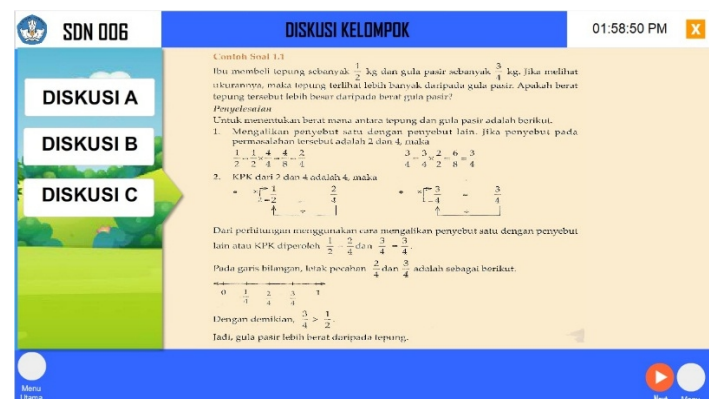 SDN 006
DISKUSI KELOMPOK
01:58:50 PM
X
DISKUSI A
DISKUSI B
DISKUSI C
Contoh Soal 1.1
Ibu membeli tepung sebanyak 1/2 kg dan gula pasir sebanyak 3/4 kg. Jika melihat
ukurannya, maka tepung terlihat lebih banyak daripada gula pasir. Apakah berat
tepung tersebut lebih besar daripada berat gula pasir?
Penyelesaian
Untuk menentukan berat mana antara tepung dan gula pasir adalah berikut.
1. Mengalikan penyebut satu dengan penyebut lain. Jika penyebut pada
permasalahan tersebut adalah 2 dan 4, maka
1/2 = 1/2 × 4/4 = 4/8 = 2/4 3/4 = 3/4 × 2/2 = 6/8 = 3/4
2. KPK dari 2 dan 4 adalah 4, maka
1/2 2/4 3/4 3/4
Dari perhitungan menggunakan cara mengalikan penyebut satu dengan penyebut
lain atau KPK diperoleh 1/2 = 2/4 dan 3/4 = 3/4.
Pada garis bilangan, letak pecahan 2/4 dan 3/4 adalah sebagai berikut.
0 1/4 2/4 3/4 1
Dengan demikian, 3/4 > 1/2.
Jadi, gula pasir lebih berat daripada tepung.
Menu
Utama
Next
Menu